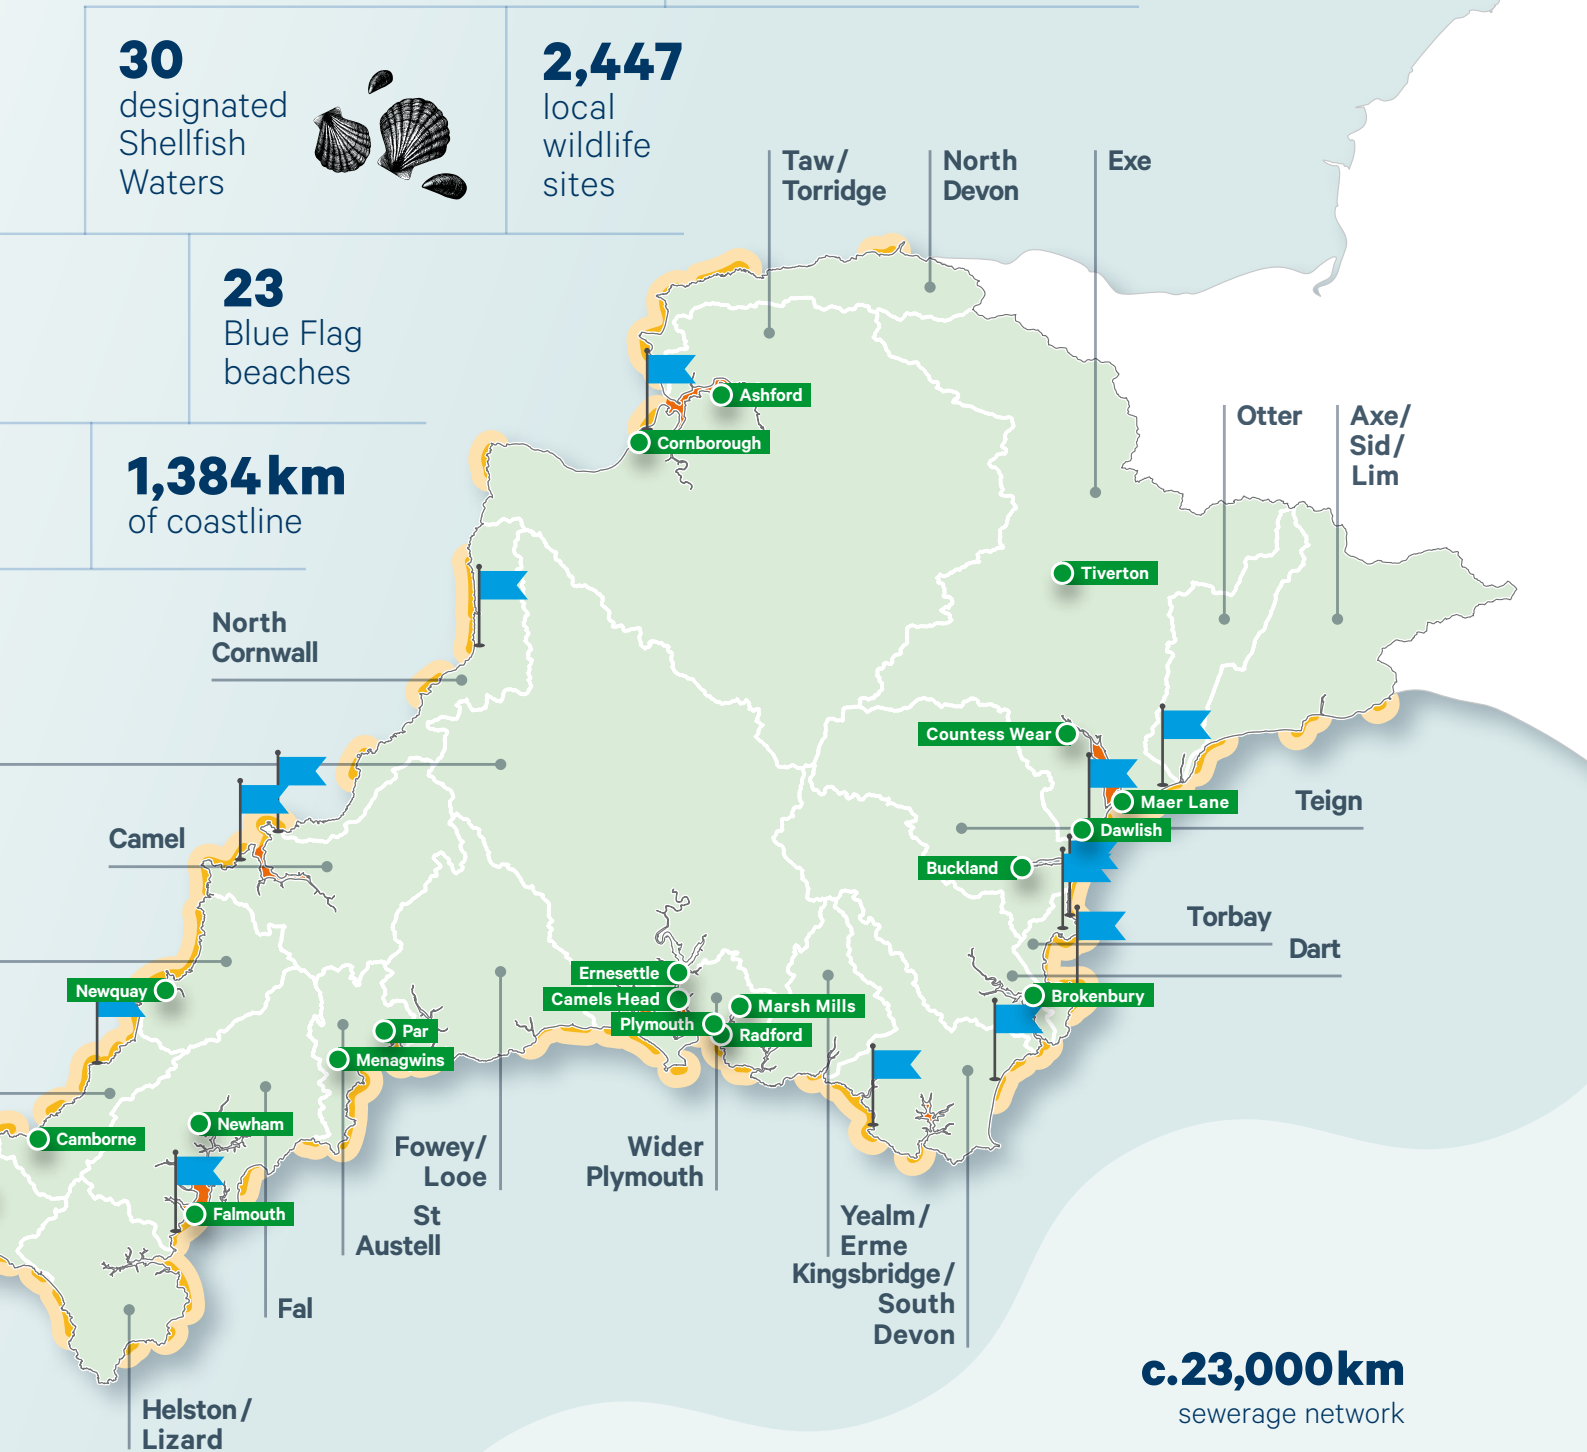 30
designated
Shellfish
Waters
2,447
local
wildlife
sites
23
Blue Flag
beaches
1,384 km
of coastline
Taw/
Torridge
North
Devon
Exe
Otter
Axe/
Sid/
Lim
Ashford
Cornborough
Tiverton
North
Cornwall
Countess Wear
Maer Lane
Teign
Dawlish
Camel
Buckland
Torbay
Dart
Ernesettle
Newquay
Camels Head
Marsh Mills
Brokenbury
Plymouth
Par
Radford
Menagwins
Newham
Camborne
Fowey/
Looe
Wider
Plymouth
Falmouth
St
Austell
Yealm/
Erme
Kingsbridge/
South
Devon
Fal
c.23,000 km
sewerage network
Helston/
Lizard